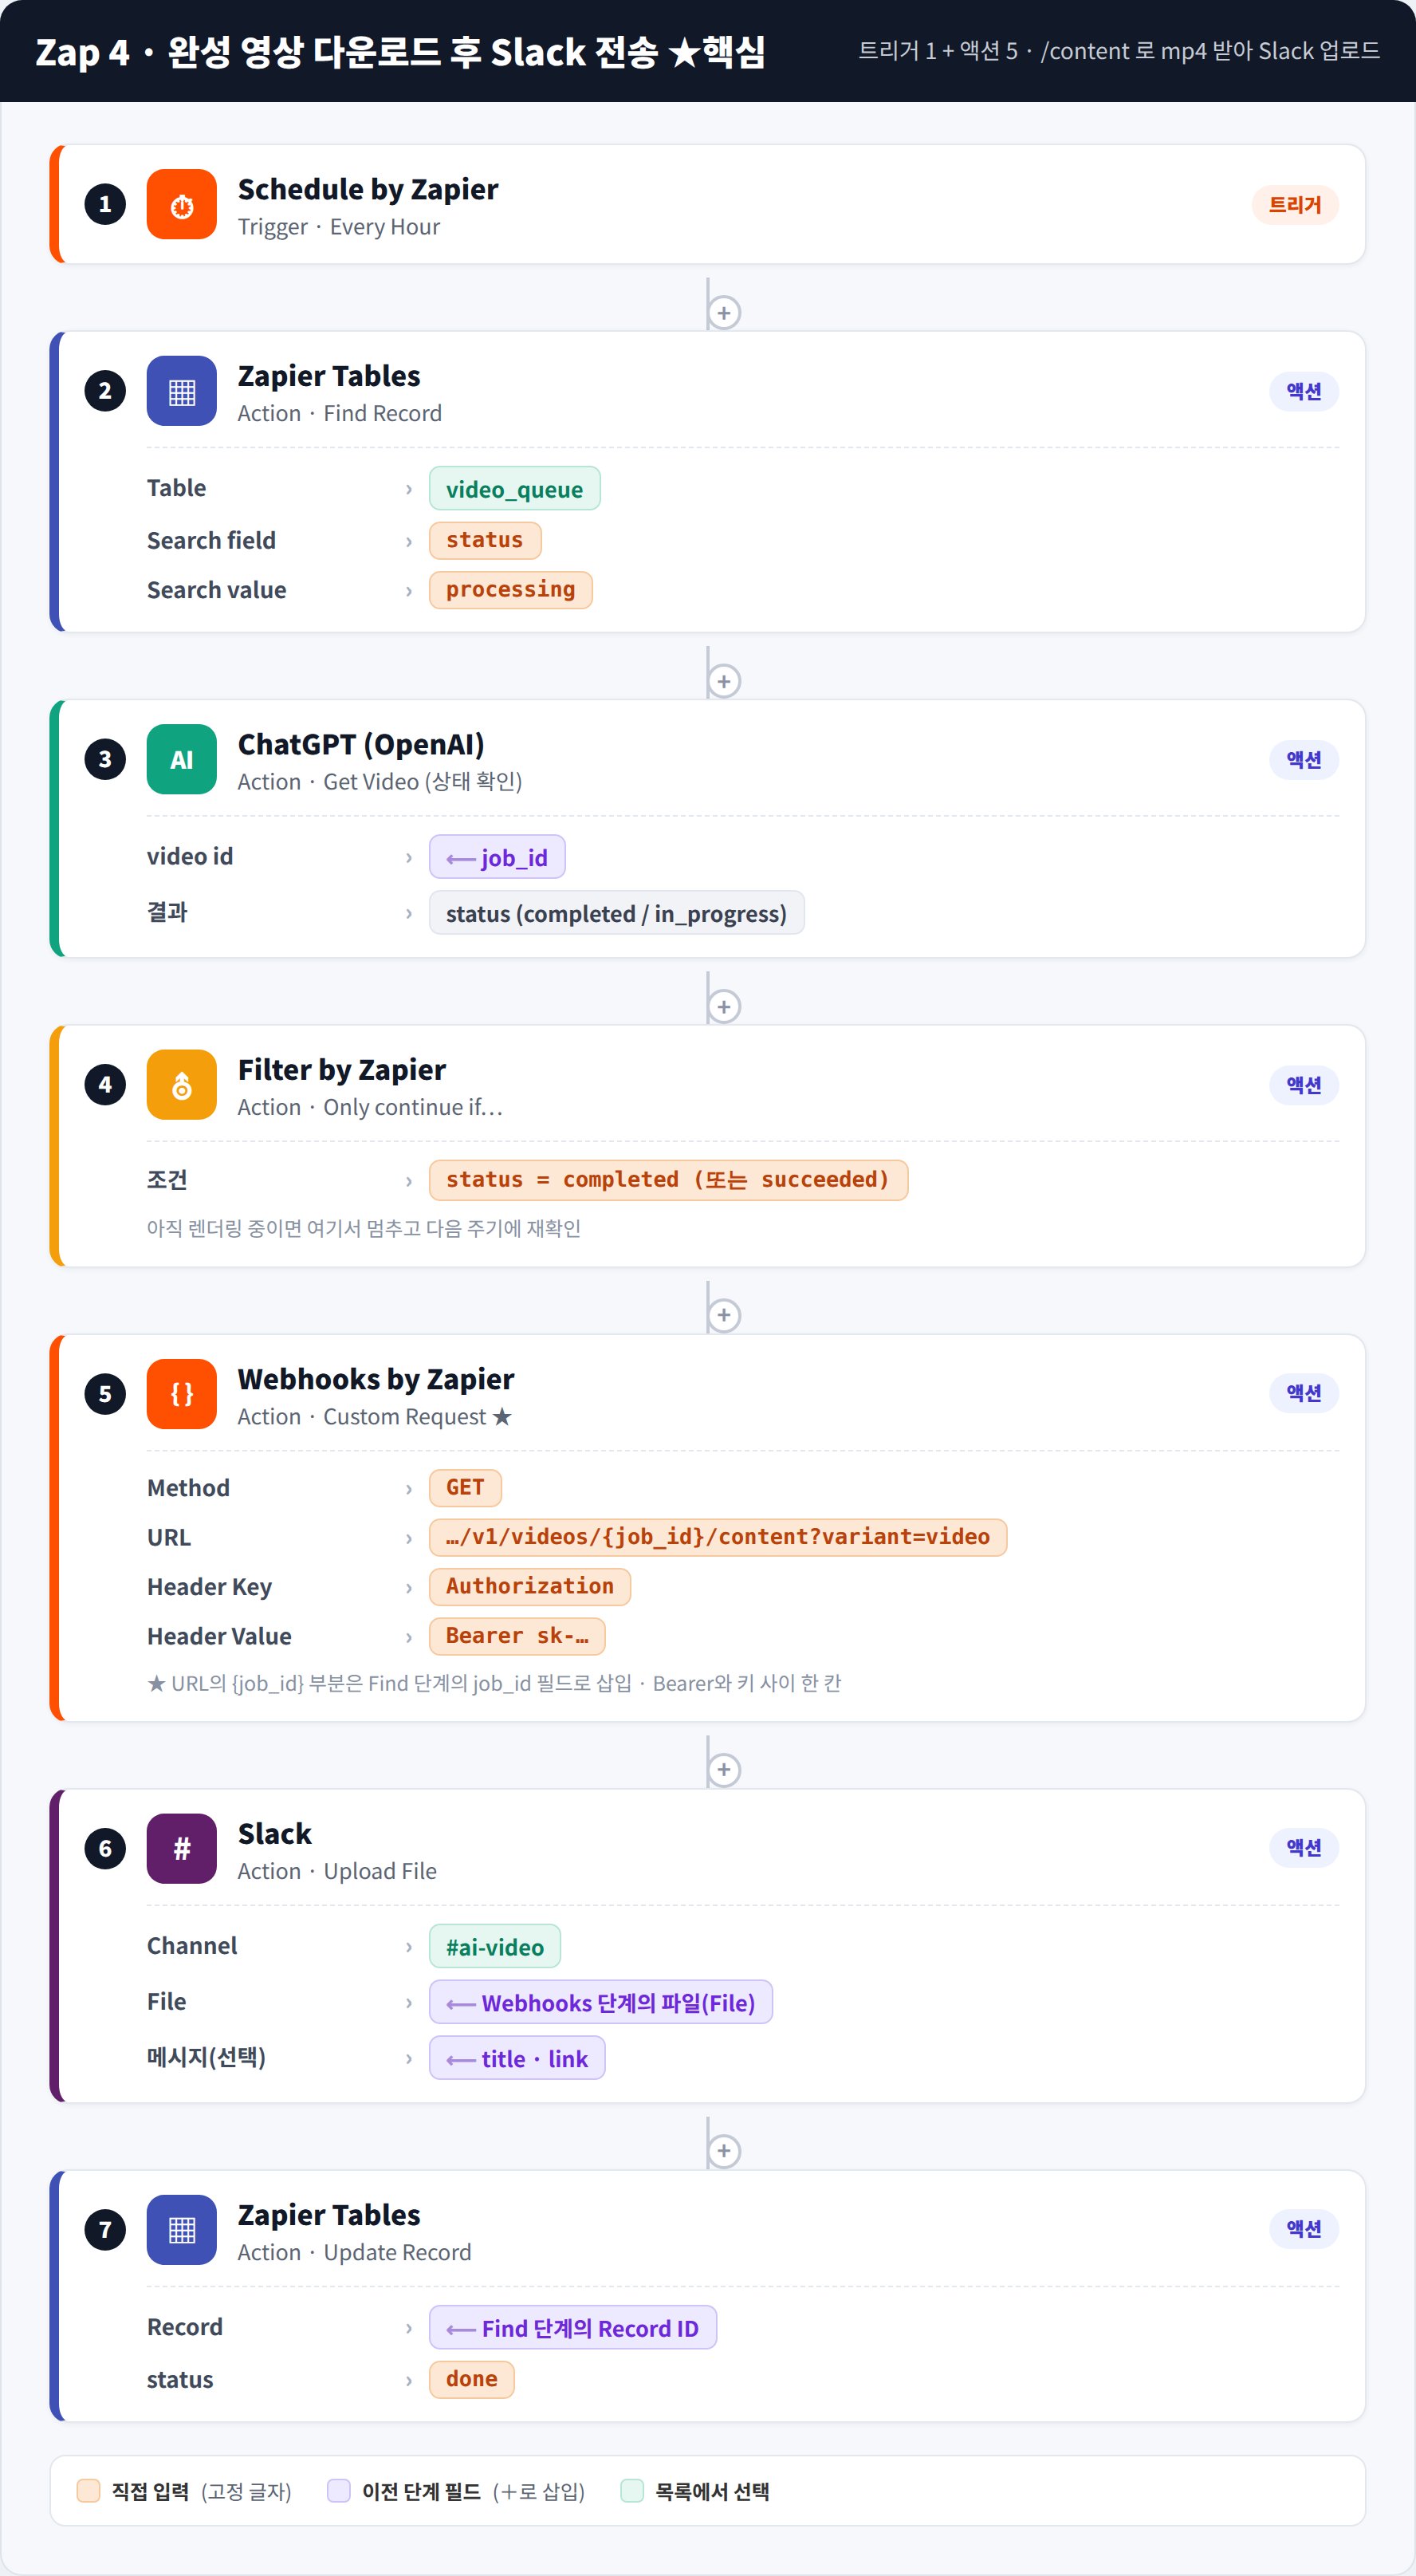 Zap 4 · 완성 영상 다운로드 후 Slack 전송 ★핵심
트리거 1 + 액션 5 · /content 로 mp4 받아 Slack 업로드
1
Schedule by Zapier
Trigger · Every Hour
트리거
+
2
Zapier Tables
Action · Find Record
액션
Table › video_queue
Search field › status
Search value › processing
+
3
AI
ChatGPT (OpenAI)
Action · Get Video (상태 확인)
액션
video id › ⟵ job_id
결과 › status (completed / in_progress)
+
4
Filter by Zapier
Action · Only continue if…
액션
조건 › status = completed (또는 succeeded)
아직 렌더링 중이면 여기서 멈추고 다음 주기에 재확인
+
5
{ }
Webhooks by Zapier
Action · Custom Request ★
액션
Method › GET
URL › …/v1/videos/{job_id}/content?variant=video
Header Key › Authorization
Header Value › Bearer sk-…
★ URL의 {job_id} 부분은 Find 단계의 job_id 필드로 삽입 · Bearer와 키 사이 한 칸
+
6
#
Slack
Action · Upload File
액션
Channel › #ai-video
File › ⟵ Webhooks 단계의 파일(File)
메시지(선택) › ⟵ title · link
+
7
Zapier Tables
Action · Update Record
액션
Record › ⟵ Find 단계의 Record ID
status › done
직접 입력 (고정 글자) 이전 단계 필드 (＋로 삽입) 목록에서 선택